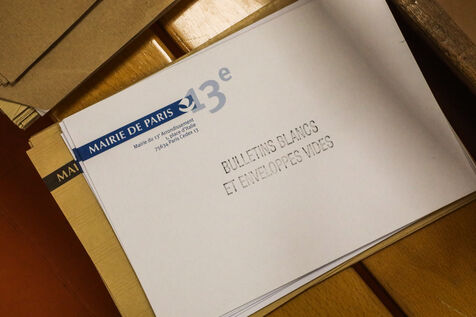 MAIRIE DE PARIS
13e
Mairie du 13e Arrondissement
1, place d'Italie
75634 Paris Cedex 13
BULLETINS BLANCS
ET ENVELOPPES VIDES
MAI